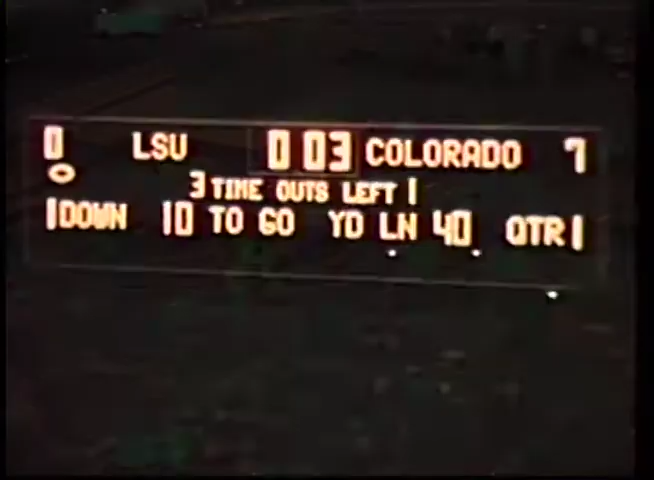 0 LSU 0 03 COLORADO 7
3 TIME OUTS LEFT 1
1 DOWN 10 TO GO YD LN 40 QTR 1